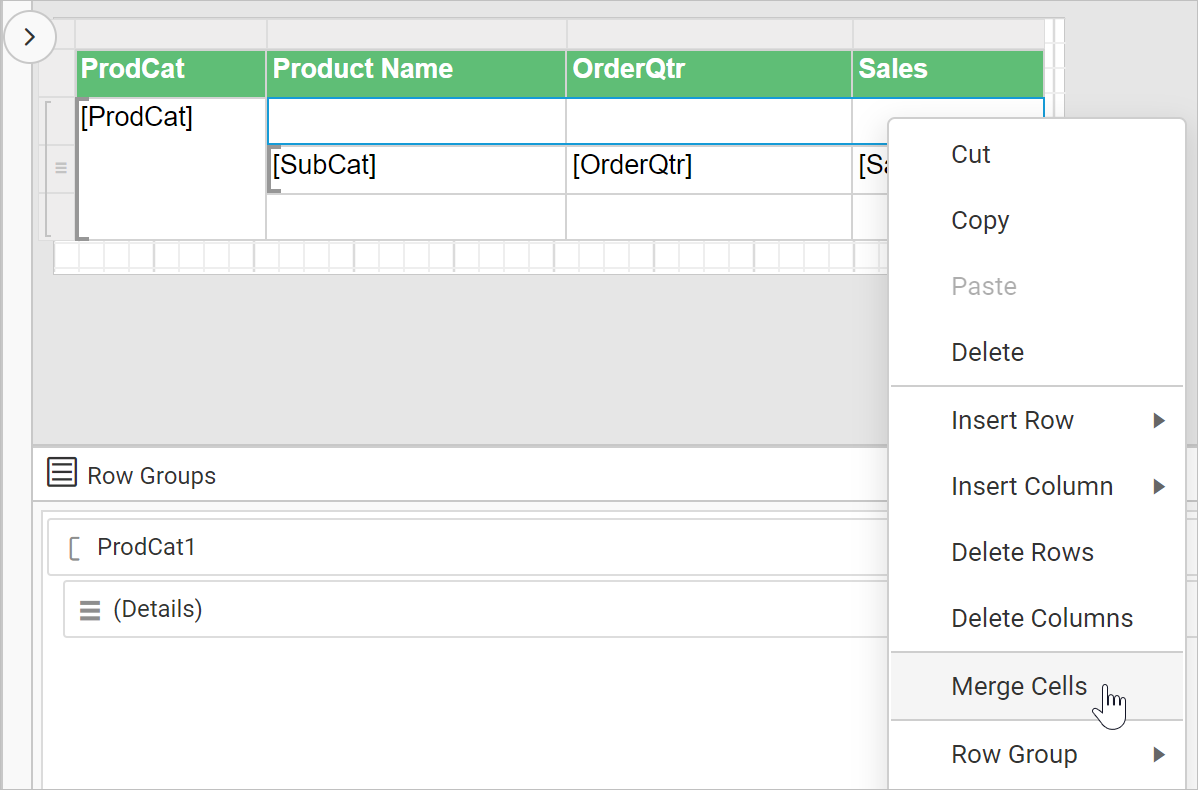 ProdCat Product Name OrderQtr Sales
[ProdCat]
[SubCat] [OrderQtr]
Cut
Copy
Paste
Delete
Insert Row
Insert Column
Delete Rows
Delete Columns
Merge Cells
Row Group
Row Groups
ProdCat1
(Details)